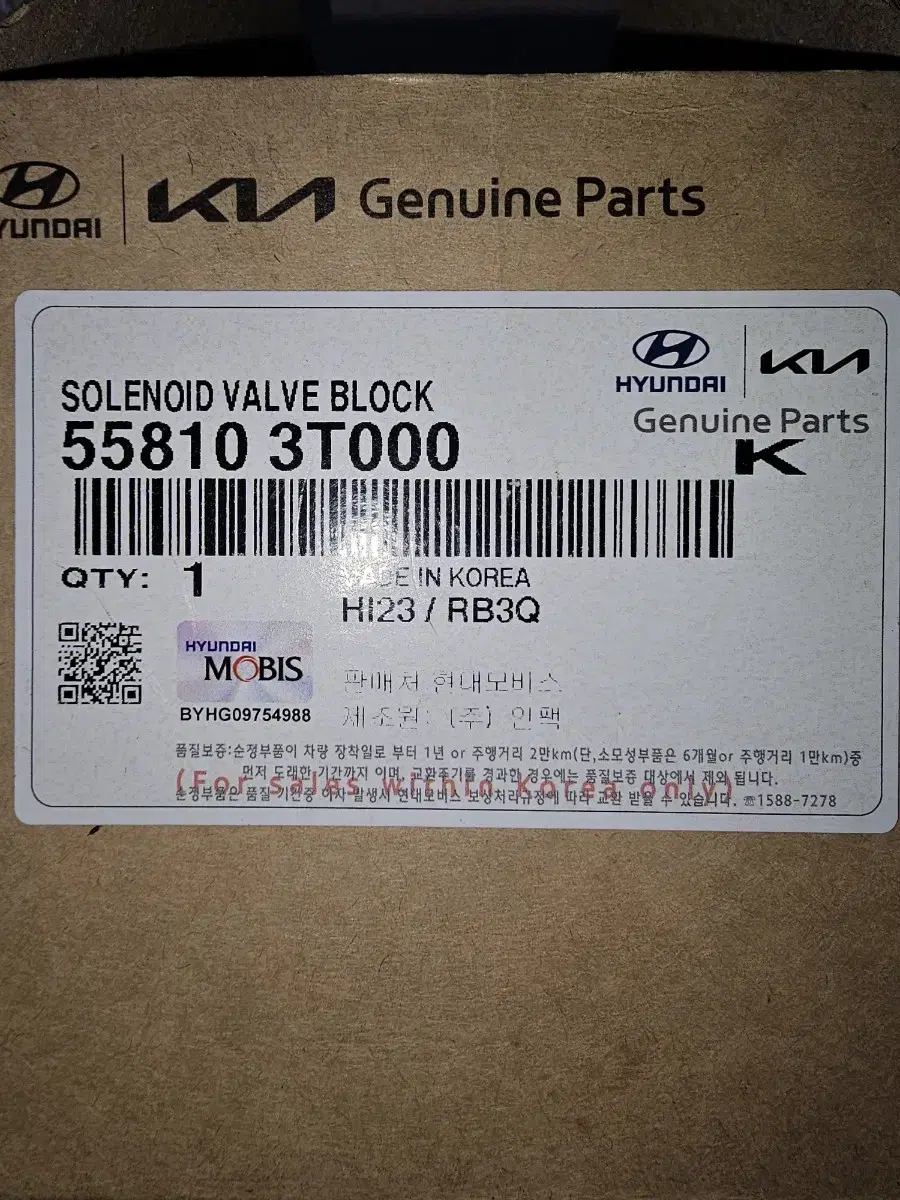 HYUNDAI KIA Genuine Parts
HYUNDAI KIA
Genuine Parts
SOLENOID VALVE BLOCK
55810 3T000
K
QTY: 1
MADE IN KOREA
HI23 / RB3Q
HYUNDAI
MOBIS
BYHG09754988
판매처 현대모비스
제조원: (주) 인팩
품질보증:순정부품이 차량 장착일로 부터 1년 or 주행거리 2만km(단,소모성부품은 6개월or 주행거리 1만km)중
먼저 도래한 기간까지 이며, 교환주기를 경과한 경우에는 품질보증 대상에서 제외 됩니다.
(For sales within Korea only)
순정부품은 품질 기간중 하자 발생시 현대모비스 보상처리규정에 따라 교환 받을 수 있습니다. ☎1588-7278